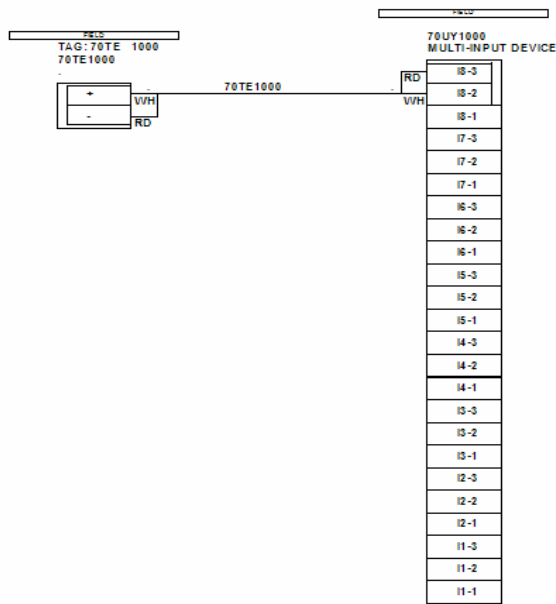 FIELD
FIELD
TAG: 70TE 1000
70TE1000
70UY1000
MULTI-INPUT DEVICE
+
-
WH
RD
70TE1000
RD
WH
I8-3
I8-2
I8-1
I7-3
I7-2
I7-1
I6-3
I6-2
I6-1
I5-3
I5-2
I5-1
I4-3
I4-2
I4-1
I3-3
I3-2
I3-1
I2-3
I2-2
I2-1
I1-3
I1-2
I1-1